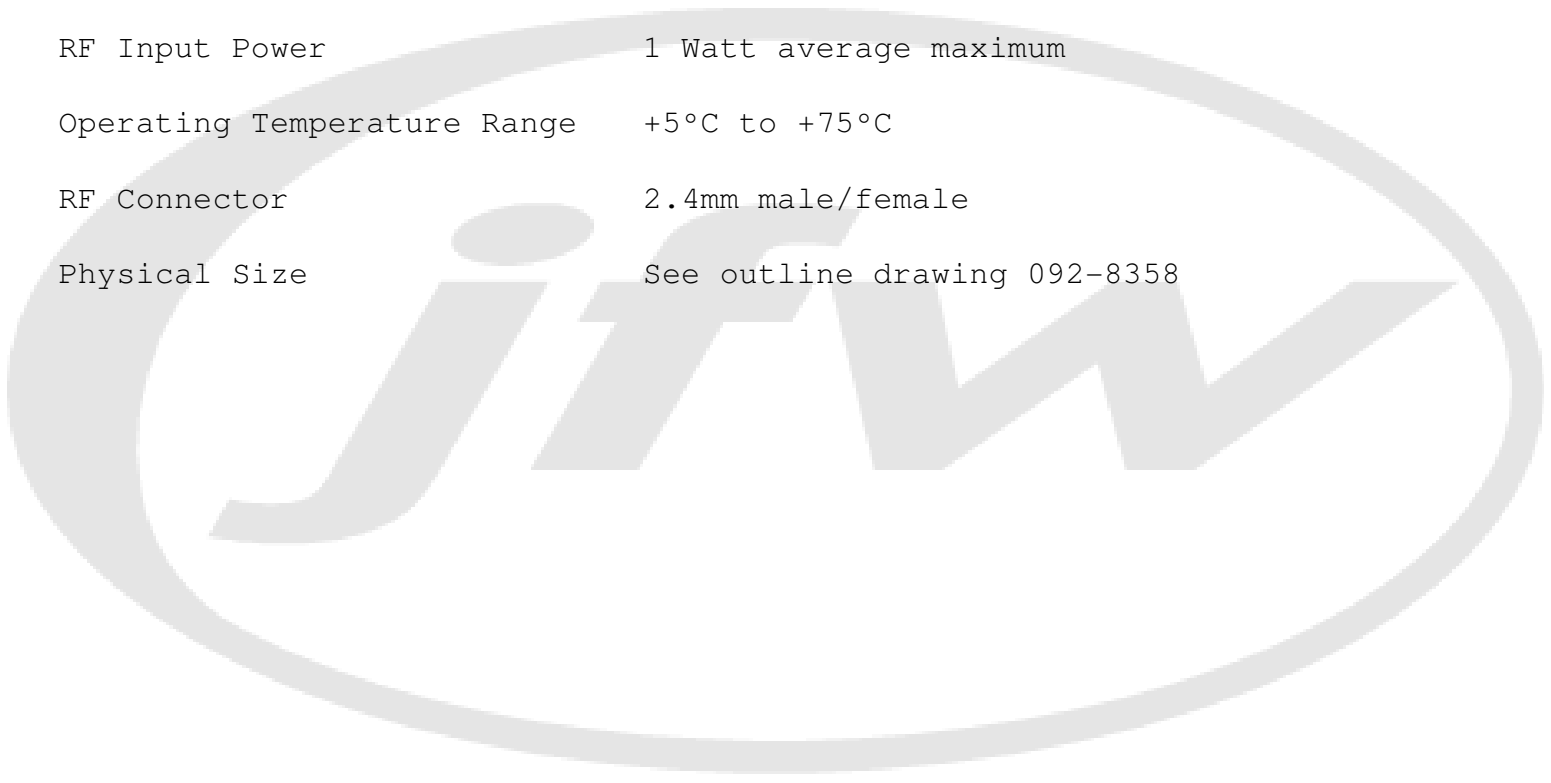 RF Input Power 1 Watt average maximum
Operating Temperature Range +5°C to +75°C
RF Connector 2.4mm male/female
Physical Size See outline drawing 092-8358
jfw